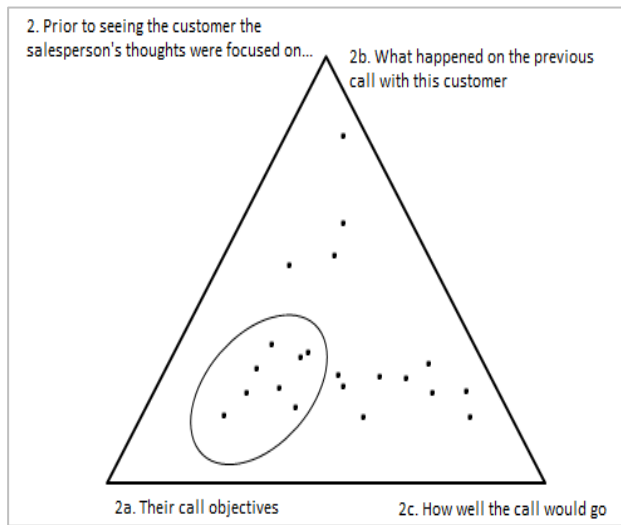 2. Prior to seeing the customer the
salesperson's thoughts were focused on...
2b. What happened on the previous
call with this customer
2a. Their call objectives
2c. How well the call would go